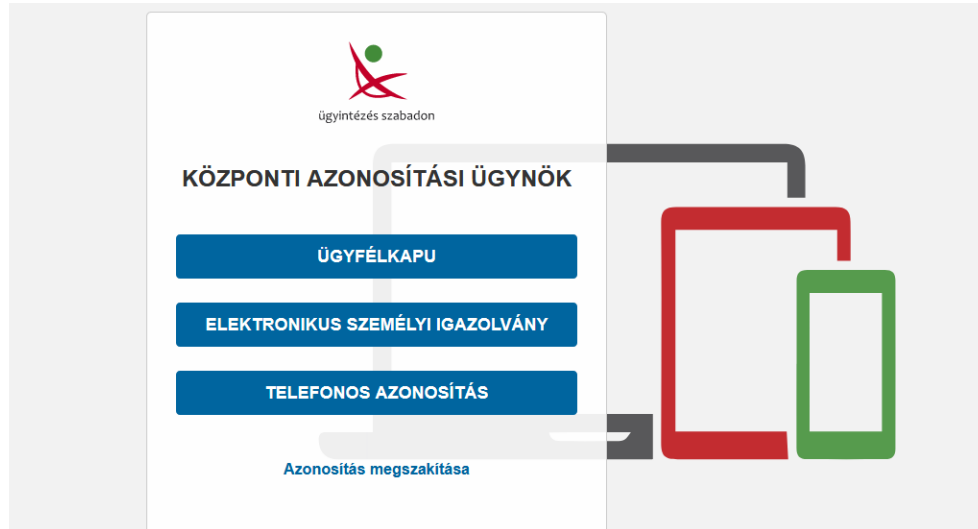 ügyintézés szabadon
KÖZPONTI AZONOSÍTÁSI ÜGYNÖK
ÜGYFÉLKAPU
ELEKTRONIKUS SZEMÉLYI IGAZOLVÁNY
TELEFONOS AZONOSÍTÁS
Azonosítás megszakítása